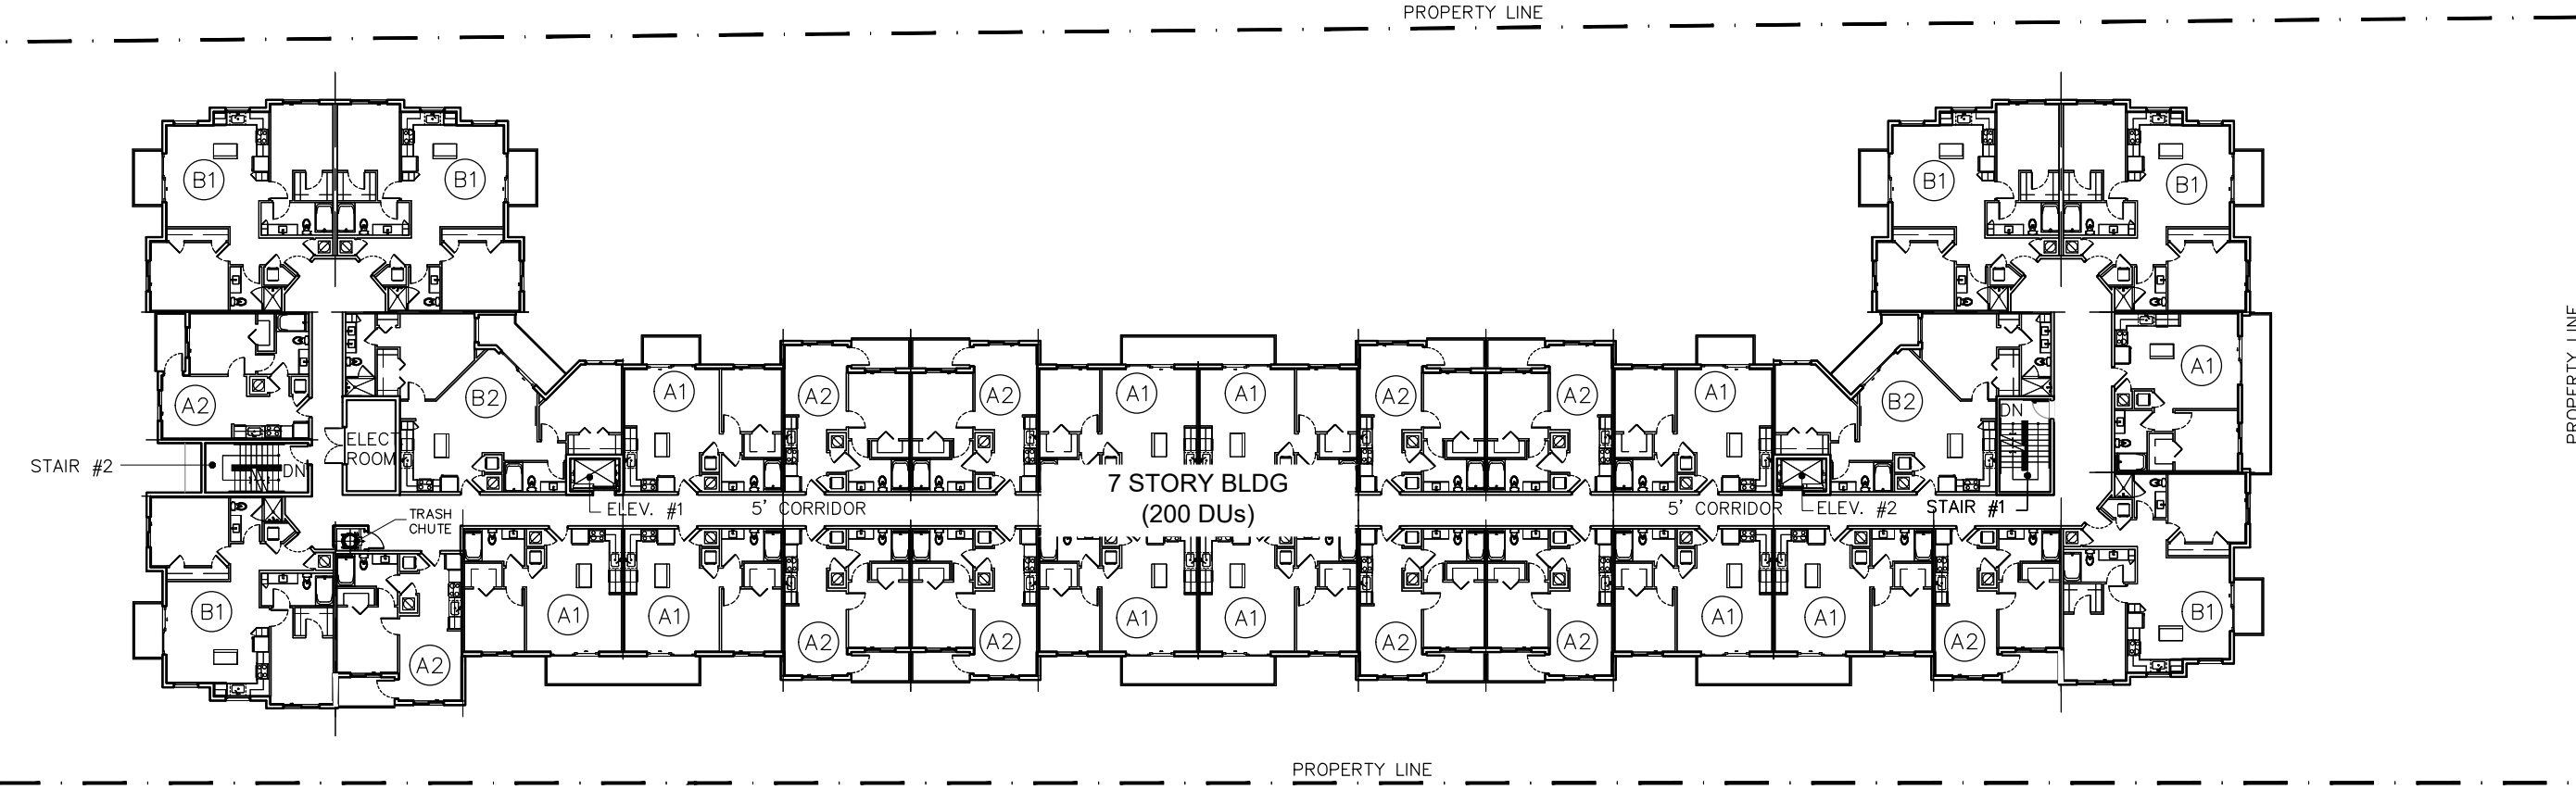 PROPERTY LINE
B1
B1
B1
B1
PROPERTY LINE
A2
B2
A1
A2
A2
A1
A1
A2
A2
A1
B2
A1
DN
ELECT
ROOM
STAIR #2
DN
7 STORY BLDG
(200 DUs)
TRASH
CHUTE
ELEV. #1
5' CORRIDOR
5' CORRIDOR
ELEV. #2
STAIR #1
B1
A2
A1
A1
A2
A2
A1
A1
A2
A2
A1
A1
A2
B1
PROPERTY LINE